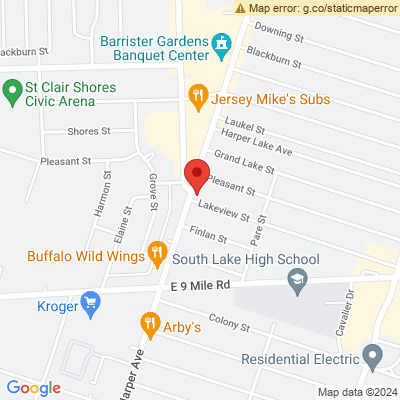 Map error: g.co/staticmaperror
Downing St
Barrister Gardens
Banquet Center
Blackburn St
Blackburn St
St Clair Shores
Civic Arena
Jersey Mike's Subs
Laukel St
Harper Lake Ave
Shores St
Grand Lake St
Pleasant St
Pleasant St
Harmon St
Grove St
Elaine St
Lakeview St
Pare St
Finlan St
Buffalo Wild Wings
South Lake High School
E 9 Mile Rd
Kroger
Cavalier Dr
Arby's
Colony St
Harper Ave
Residential Electric
Google
Map data ©2024